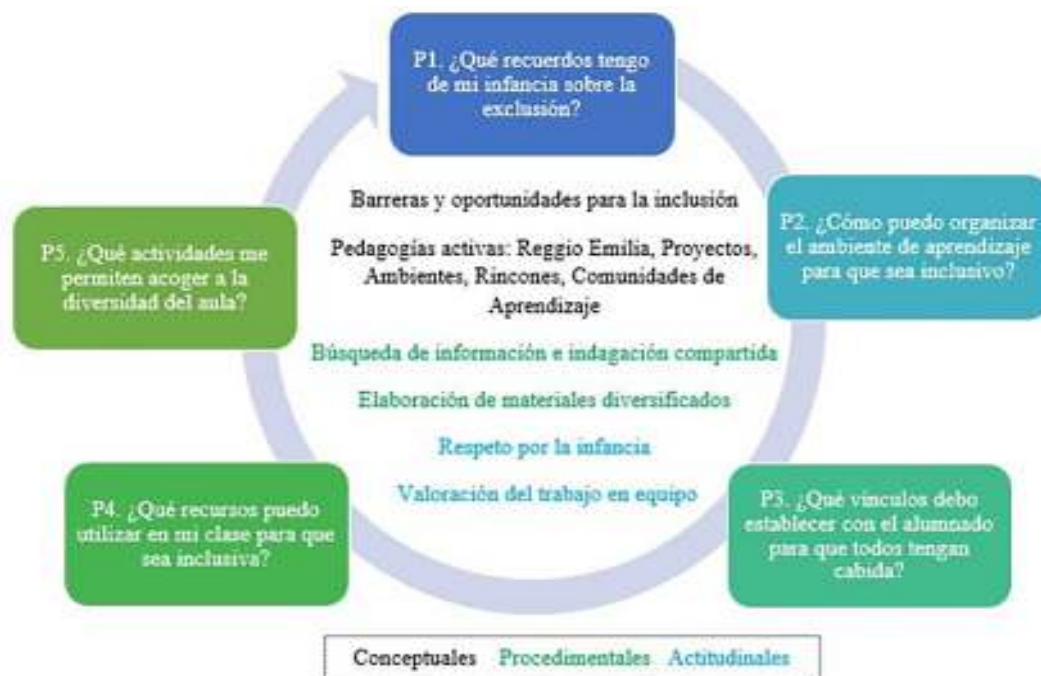 P1. ¿Qué recuerdos tengo
de mi infancia sobre la
exclusión?
Barreras y oportunidades para la inclusión
Pedagogías activas: Reggio Emilia, Proyectos,
Ambientes, Rincones, Comunidades de
Aprendizaje
Búsqueda de información e indagación compartida
Elaboración de materiales diversificados
Respeto por la infancia
Valoración del trabajo en equipo
P2. ¿Cómo puedo organizar
el ambiente de aprendizaje
para que sea inclusivo?
P3. ¿Qué vínculos debo
establecer con el alumnado
para que todos tengan
cabida?
P4. ¿Qué recursos puedo
utilizar en mi clase para que
sea inclusiva?
P5. ¿Qué actividades me
permiten acoger a la
diversidad del aula?
Conceptuales Procedimentales Actitudinales